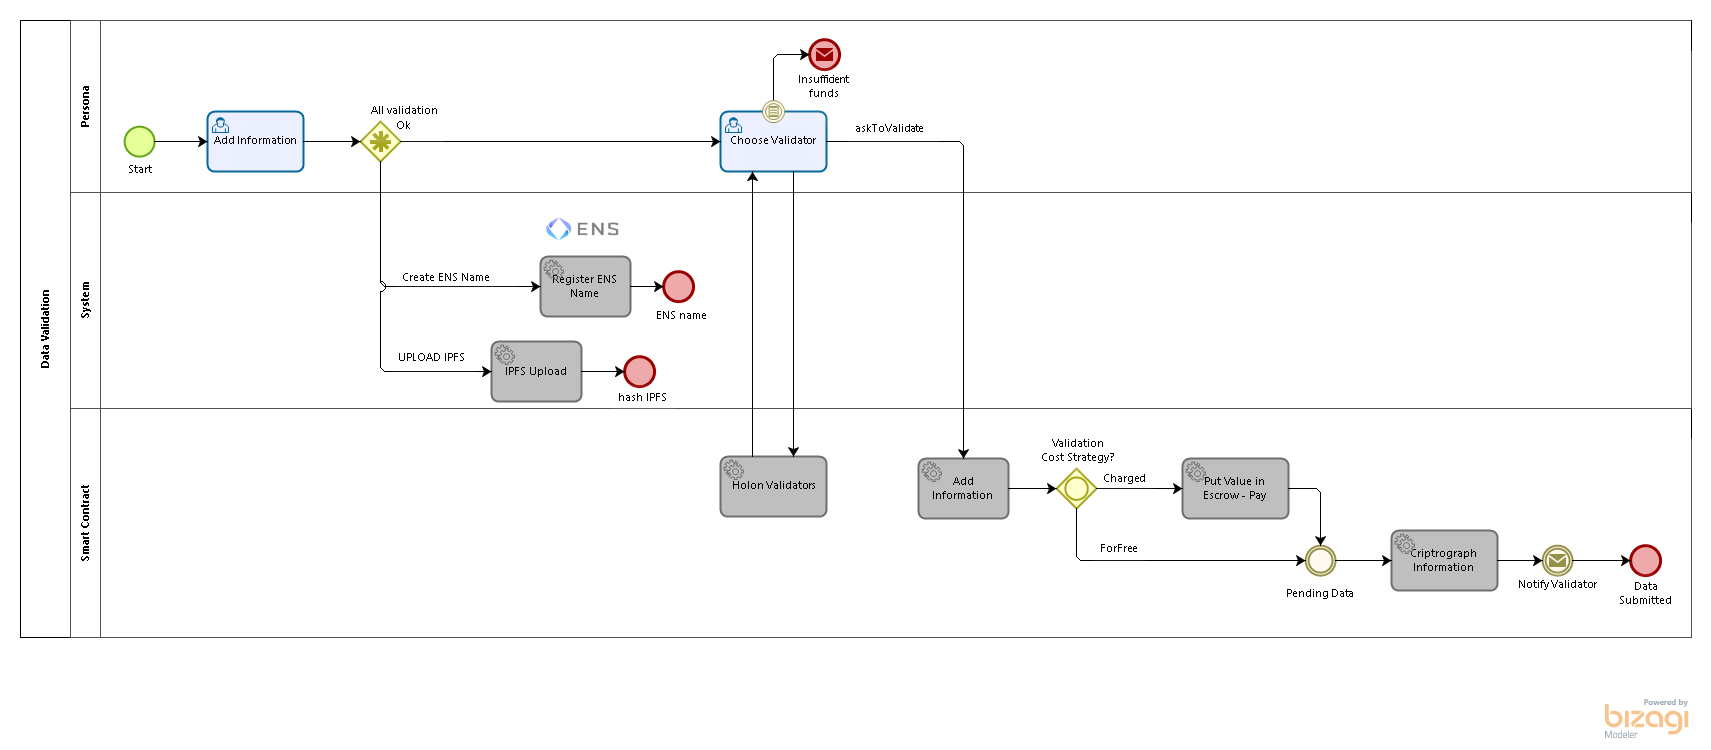 Data Validation
Persona
Start
Add Information
All validation
Ok
Choose Validator
Insufficient
funds
askToValidate
System
ENS
Create ENS Name
Register ENS
Name
ENS name
UPLOAD IPFS
IPFS Upload
hash IPFS
Smart Contract
Holon Validators
Add
Information
Validation
Cost Strategy?
Charged
Put Value in
Escrow - Pay
ForFree
Pending Data
Criptrograph
Information
Notify Validator
Data
Submitted
Powered by
bizagi
Modeler